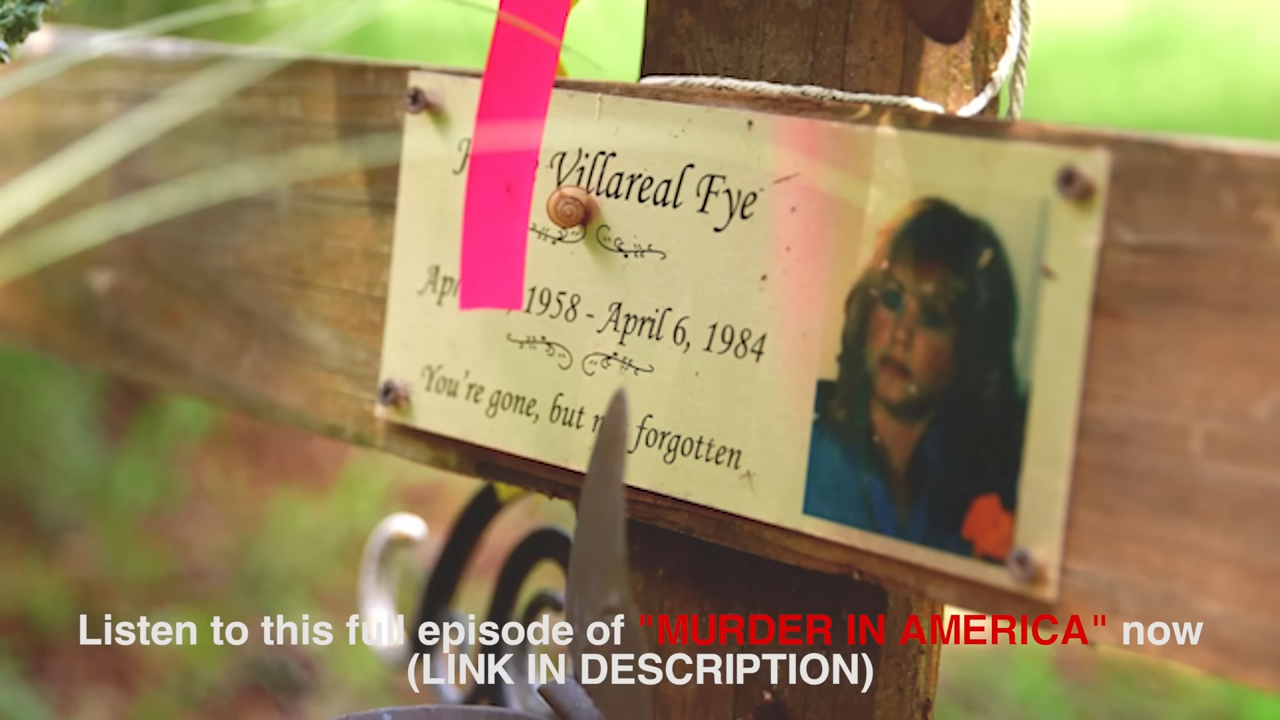 Villareal Fye
1958 - April 6, 1984
You're gone, but forgotten
Listen to this full episode of "MURDER IN AMERICA" now
(LINK IN DESCRIPTION)